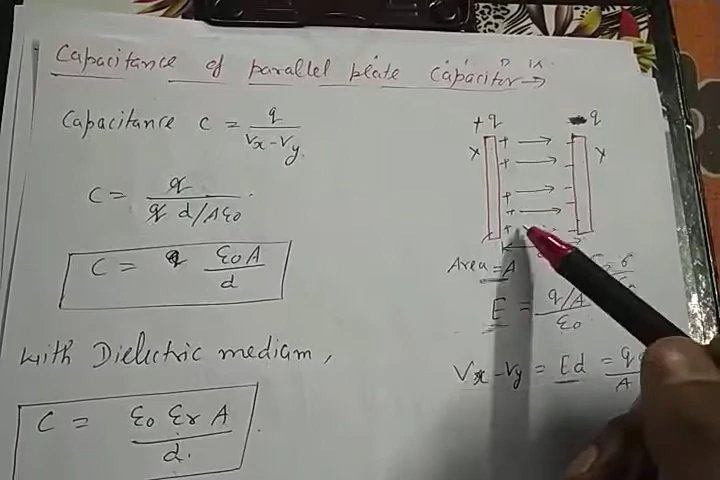 Capacitance of parallel plate Capacitor →
Capacitance C = q / Vx - Vy
C = q / q d/Aε0
C = ε0 A / d
with Dielectric mediam,
C = ε0 εr A / d.
+q -q
x y
+ → -
+ → -
+ → -
+ → -
+
Area = A
E = q/A / ε0
Vx - Vy = Ed = q
A